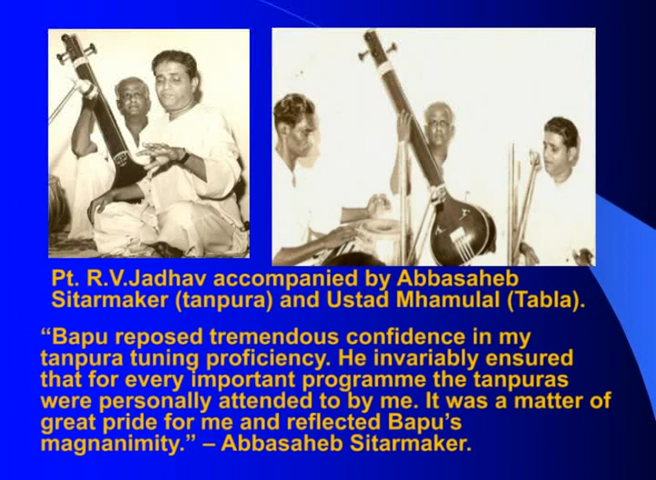 Pt. R.V.Jadhav accompanied by Abbasaheb
Sitarmaker (tanpura) and Ustad Mhamulal (Tabla).
“Bapu reposed tremendous confidence in my
tanpura tuning proficiency. He invariably ensured
that for every important programme the tanpuras
were personally attended to by me. It was a matter of
great pride for me and reflected Bapu’s
magnanimity.” – Abbasaheb Sitarmaker.